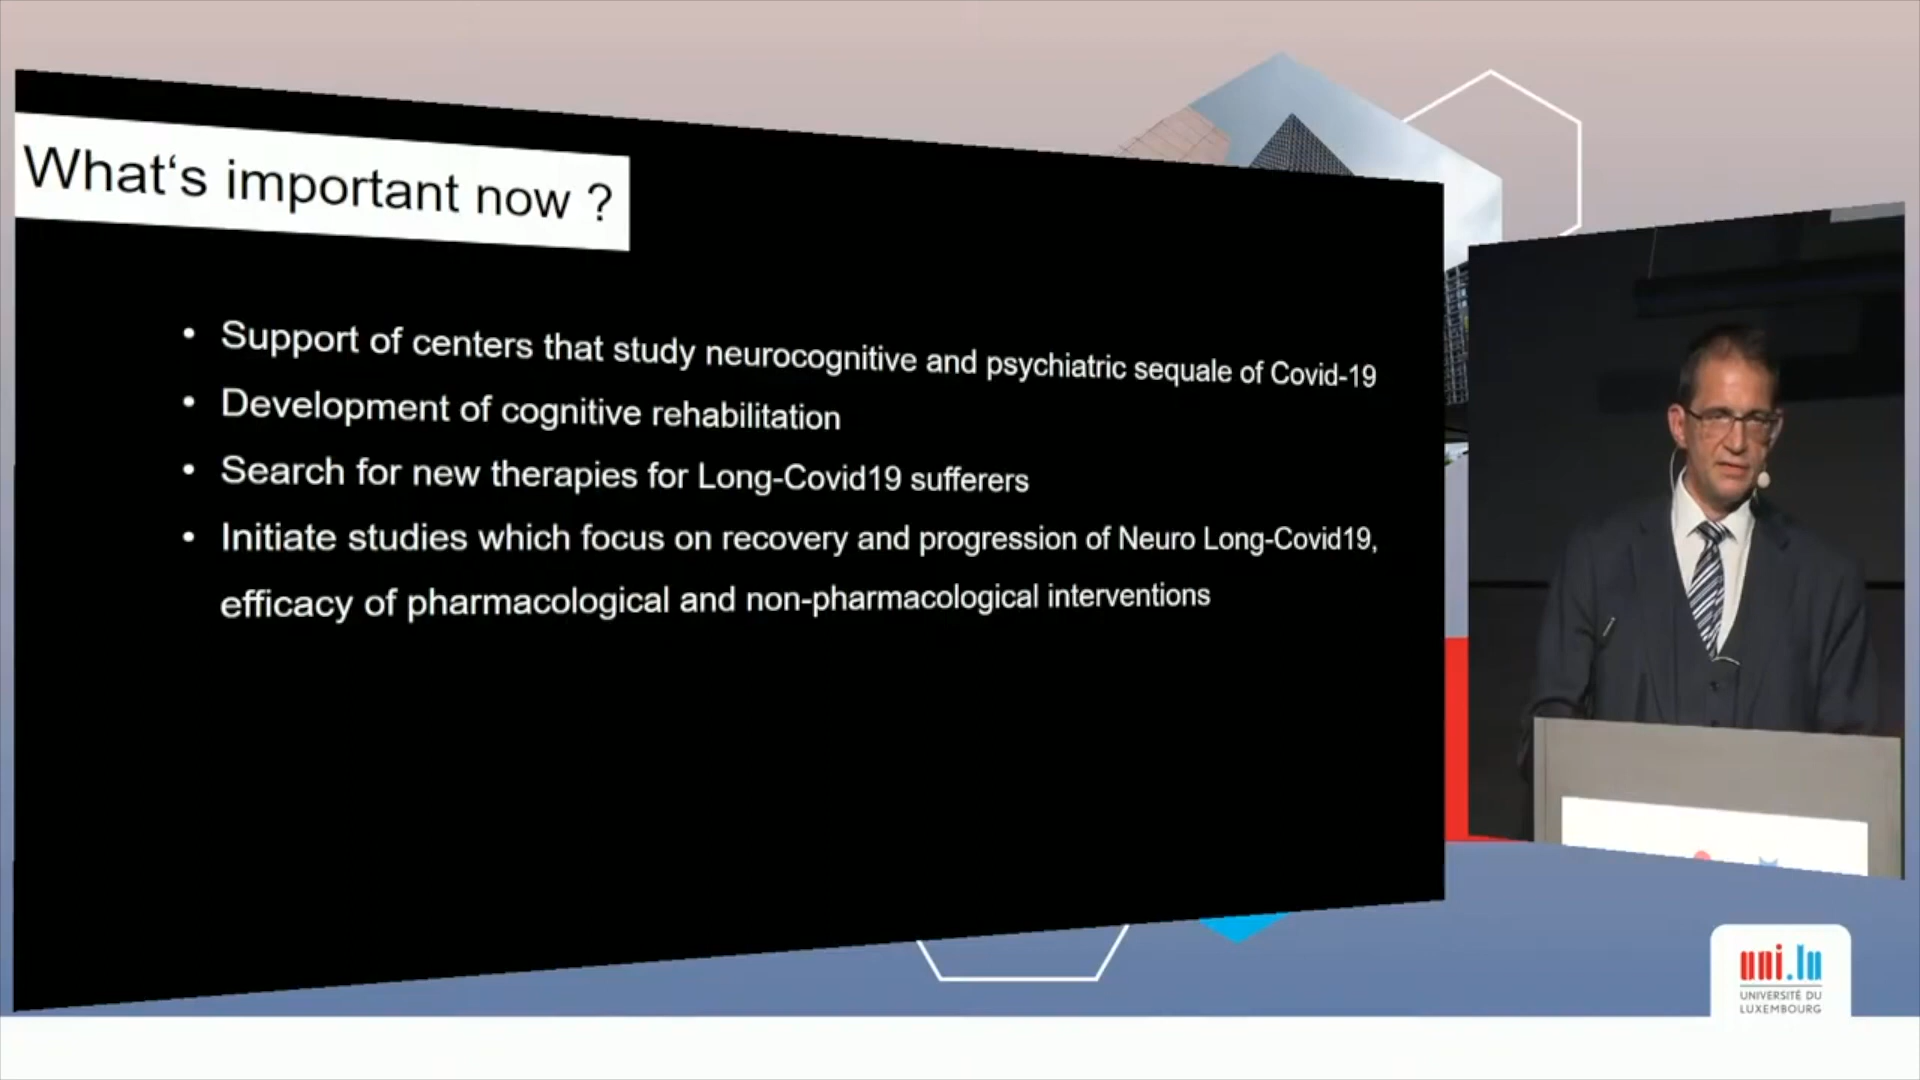 What‘s important now ?
• Support of centers that study neurocognitive and psychiatric sequale of Covid-19
• Development of cognitive rehabilitation
• Search for new therapies for Long-Covid19 sufferers
• Initiate studies which focus on recovery and progression of Neuro Long-Covid19,
efficacy of pharmacological and non-pharmacological interventions
uni.lu
UNIVERSITÉ DU
LUXEMBOURG